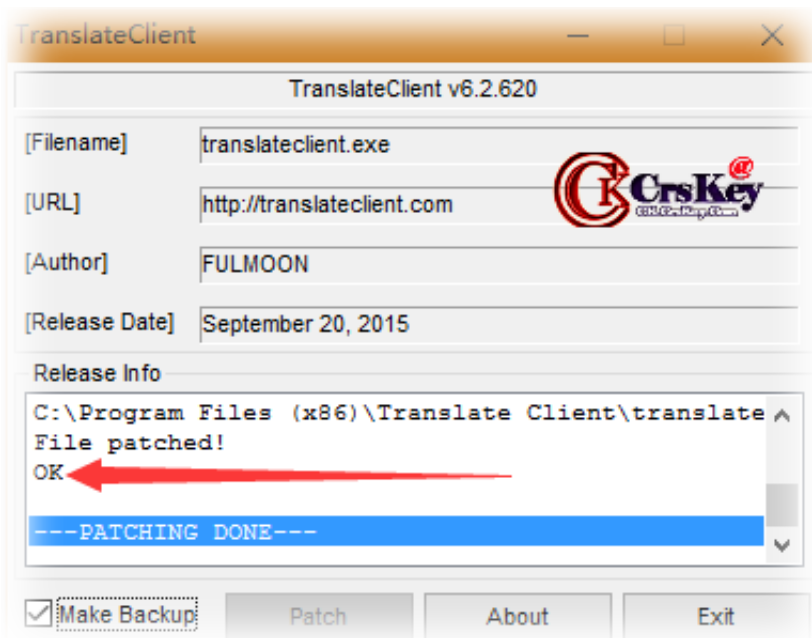 TranslateClient
TranslateClient v6.2.620
[Filename] translateclient.exe
[URL] http://translateclient.com
CrsKey
[Author] FULMOON
[Release Date] September 20, 2015
Release Info
C:\Program Files (x86)\Translate Client\translate
File patched!
OK
---PATCHING DONE---
Make Backup Patch About Exit